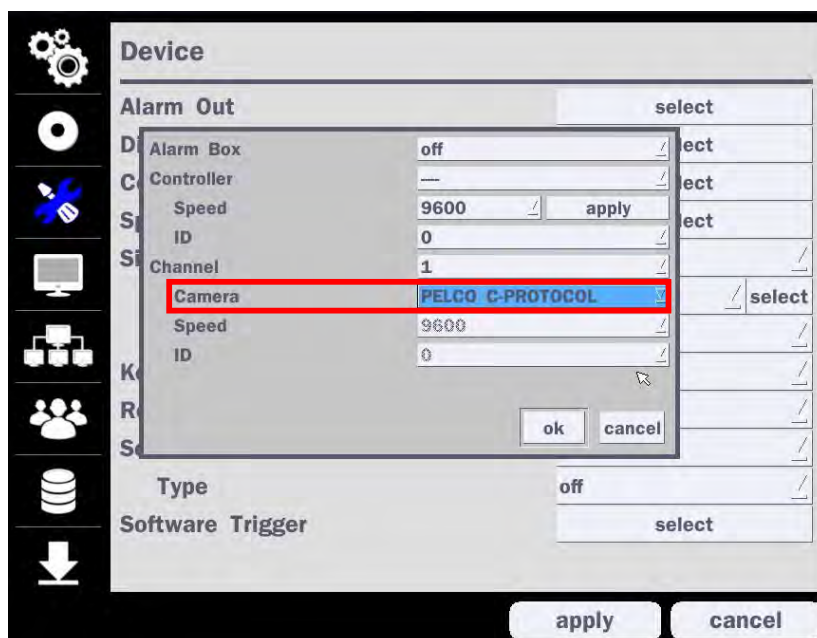 Device
Alarm Out select
Alarm Box off
Controller —
Speed 9600 apply
ID 0
Channel 1
Camera PELCO C-PROTOCOL
select
Speed 9600
ID 0
ok cancel
Type off
Software Trigger select
apply cancel